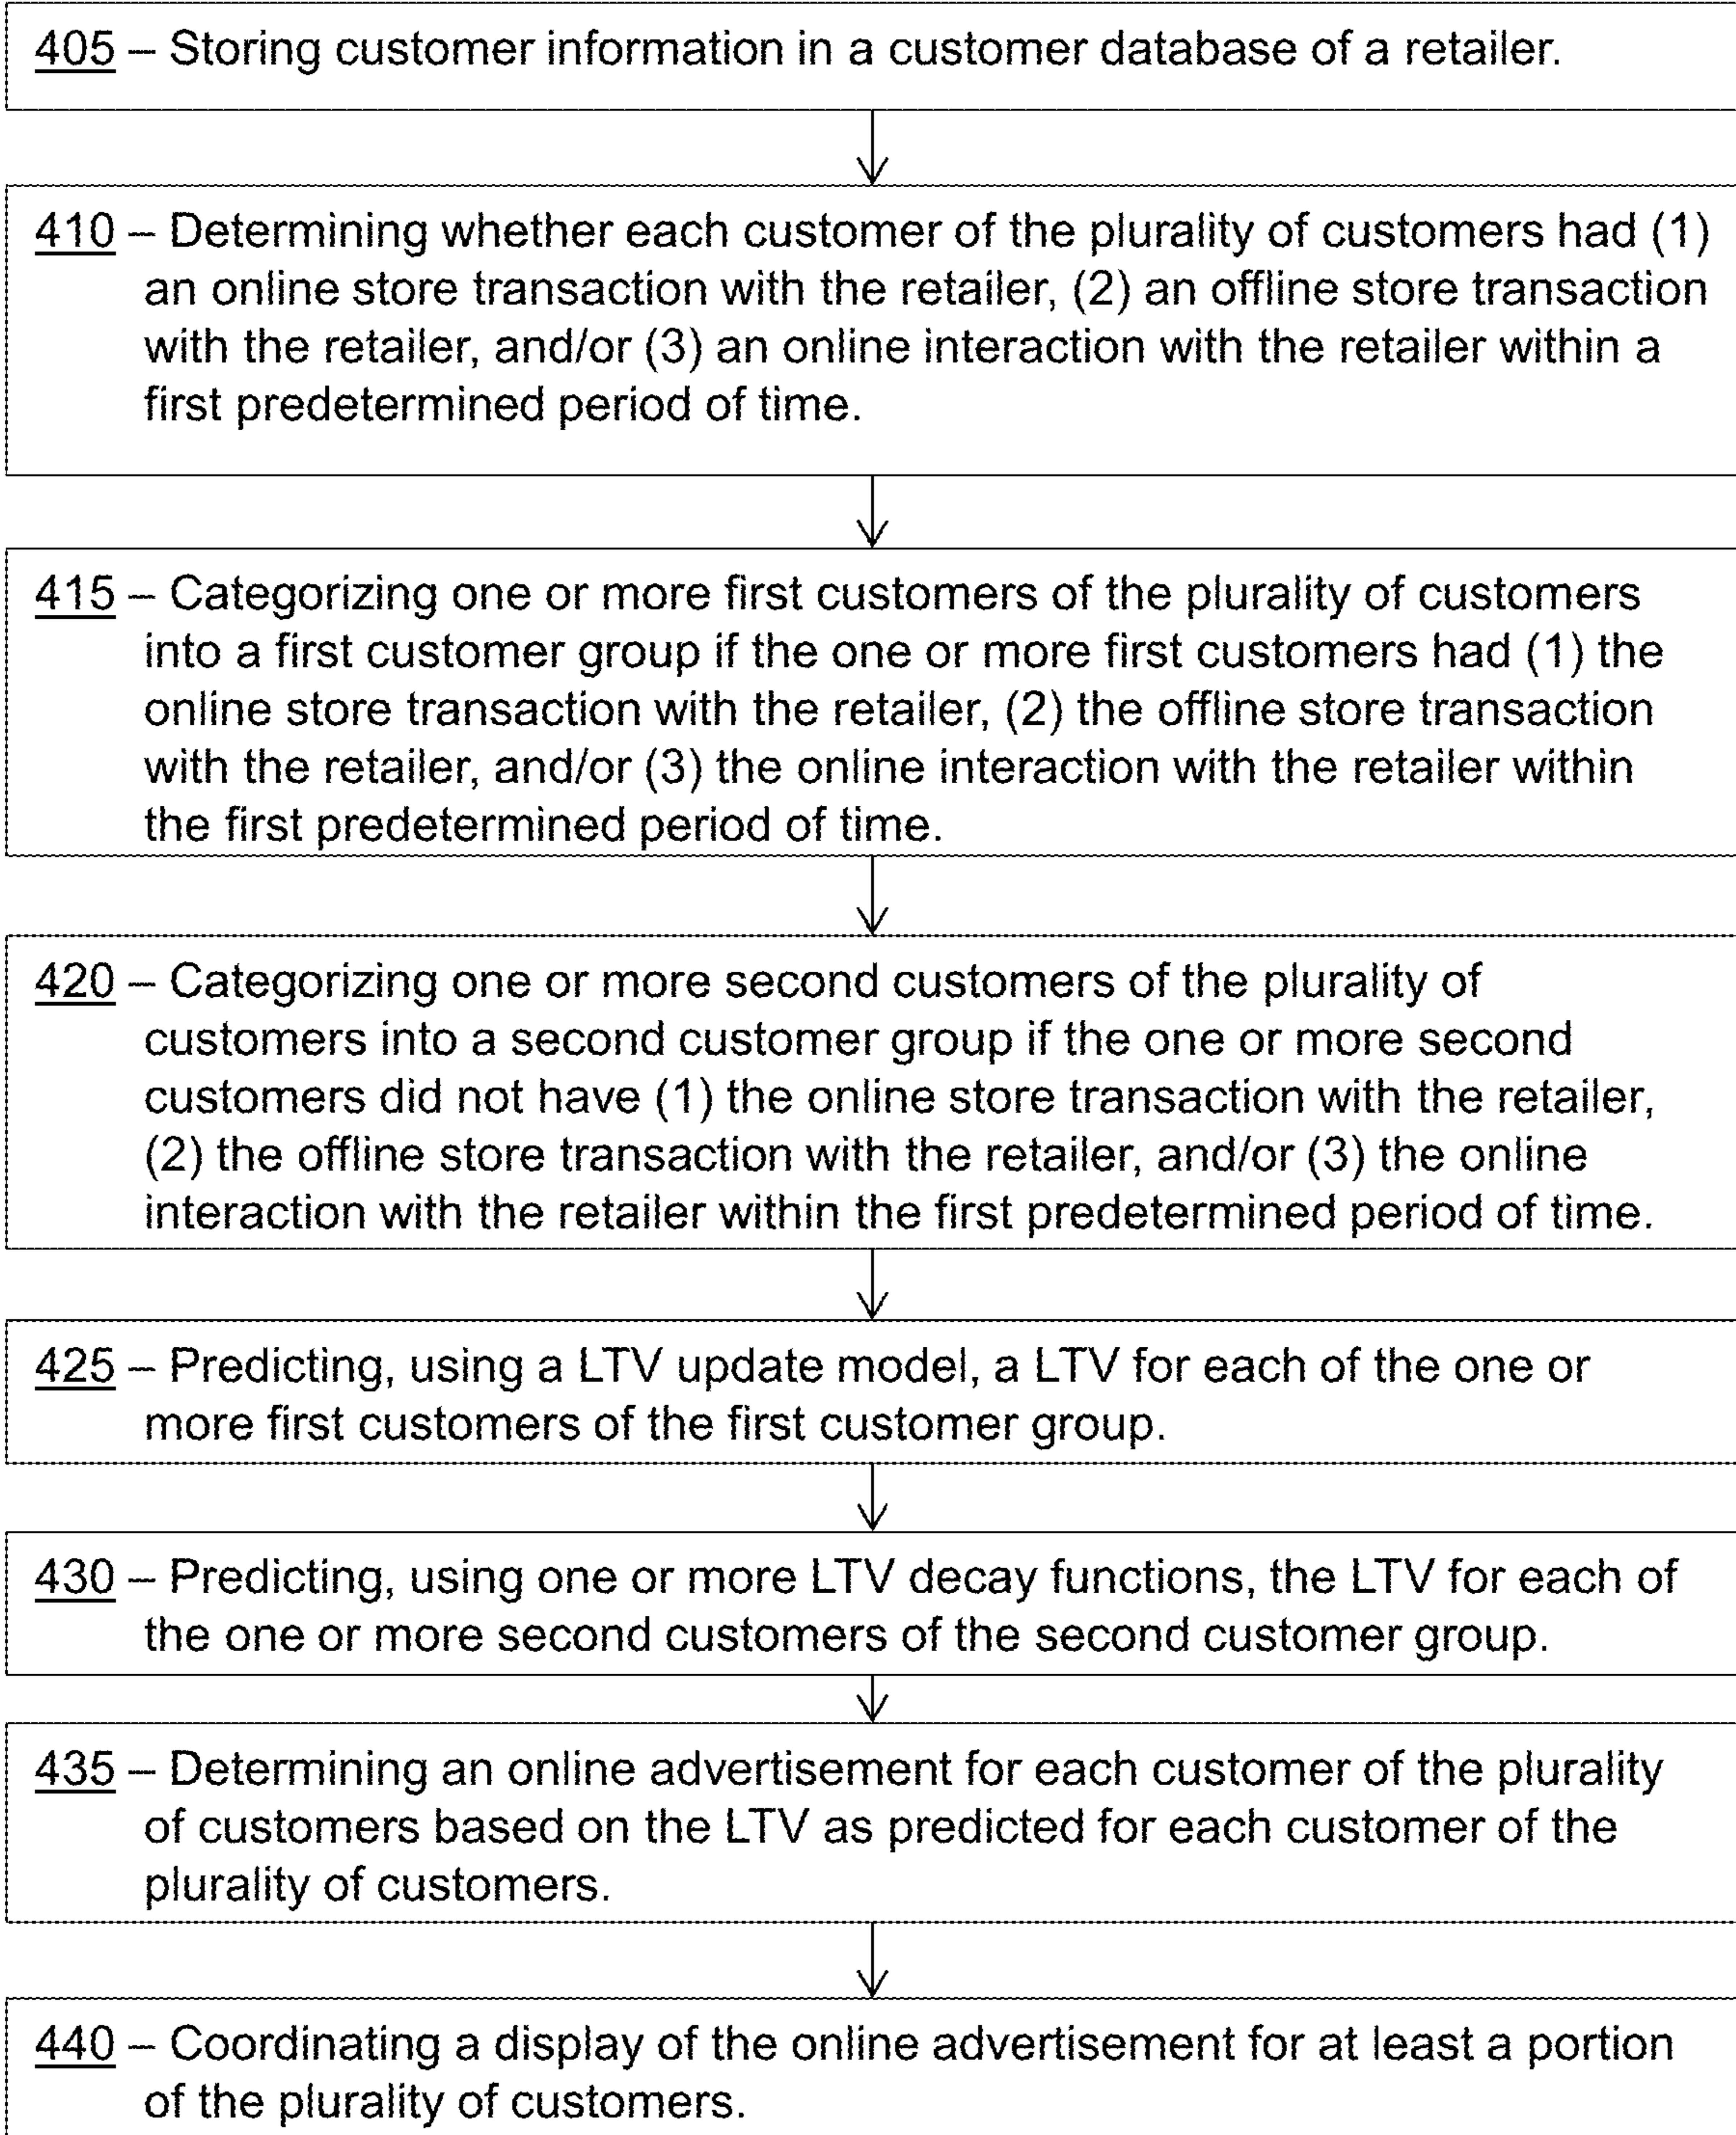 405 – Storing customer information in a customer database of a retailer.
410 – Determining whether each customer of the plurality of customers had (1)
an online store transaction with the retailer, (2) an offline store transaction
with the retailer, and/or (3) an online interaction with the retailer within a
first predetermined period of time.
415 – Categorizing one or more first customers of the plurality of customers
into a first customer group if the one or more first customers had (1) the
online store transaction with the retailer, (2) the offline store transaction
with the retailer, and/or (3) the online interaction with the retailer within
the first predetermined period of time.
420 – Categorizing one or more second customers of the plurality of
customers into a second customer group if the one or more second
customers did not have (1) the online store transaction with the retailer,
(2) the offline store transaction with the retailer, and/or (3) the online
interaction with the retailer within the first predetermined period of time.
425 – Predicting, using a LTV update model, a LTV for each of the one or
more first customers of the first customer group.
430 – Predicting, using one or more LTV decay functions, the LTV for each of
the one or more second customers of the second customer group.
435 – Determining an online advertisement for each customer of the plurality
of customers based on the LTV as predicted for each customer of the
plurality of customers.
440 – Coordinating a display of the online advertisement for at least a portion
of the plurality of customers.